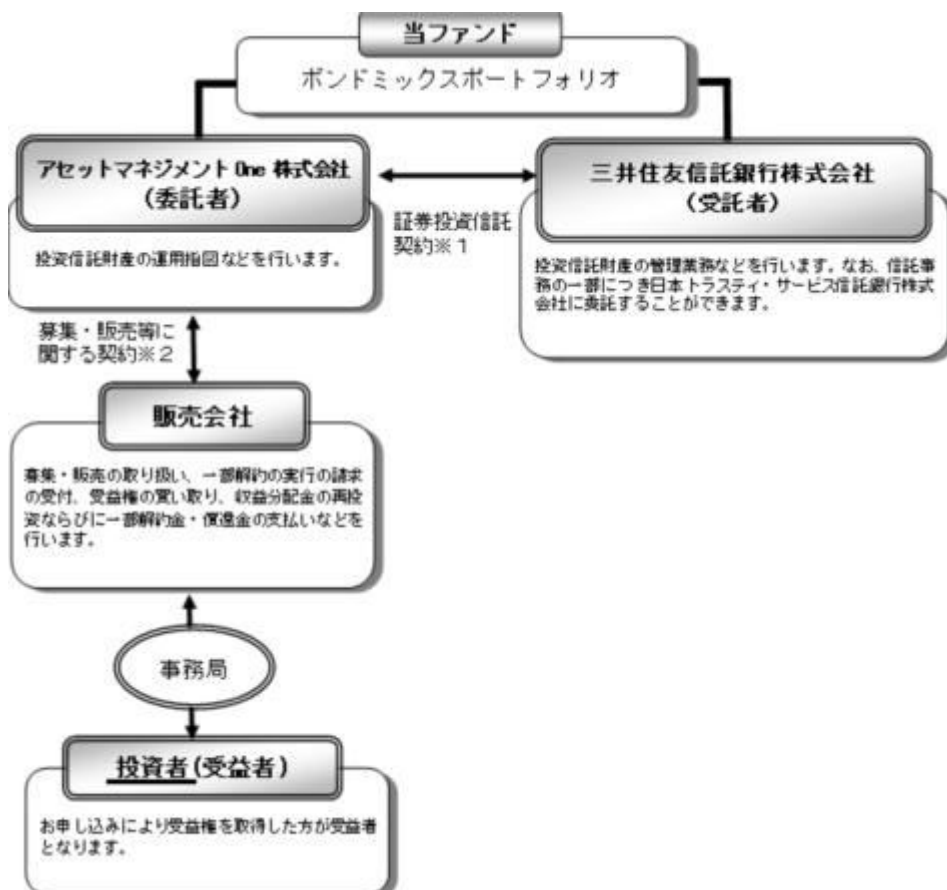 当ファンド
ボンドミックスポートフォリオ
アセットマネジメント One 株式会社
(委託者)
投資信託財産の運用指図などを行います。
証券投資信託
契約※1
三井住友信託銀行株式会社
(受託者)
投資信託財産の管理業務などを行います。なお、信託事
務の一部につき日本トラスティ・サービス信託銀行株式
会社に委託することができます。
募集・販売等に
関する契約※2
販売会社
募集・販売の取り扱い、一部解約の実行の請求
の受付、受益権の買い取り、収益分配金の再投
資ならびに一部解約金・償還金の支払いなどを
行います。
事務局
投資者(受益者)
お申し込みにより受益権を取得した方が受益者
となります。